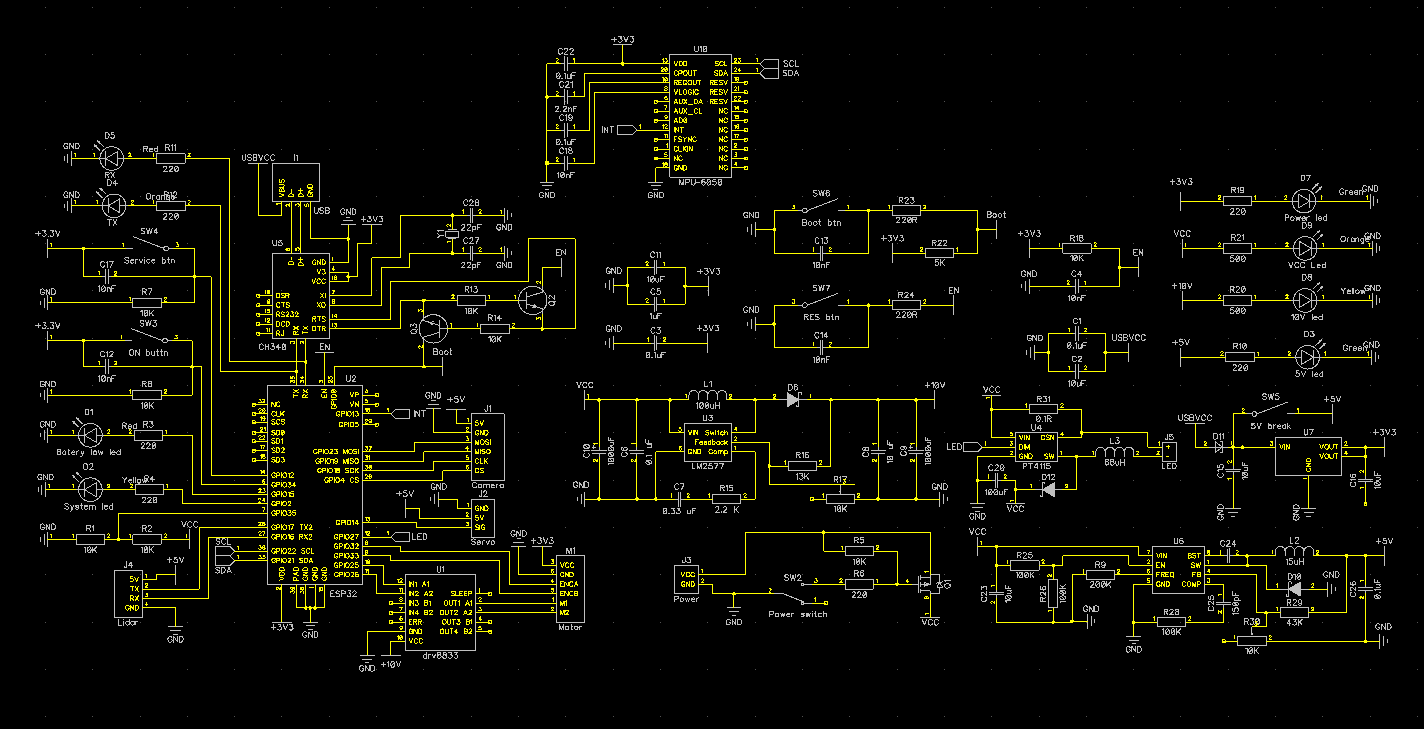 C22
+3V3
0.1uF
C21
2.2nF
C19
0.1uF
C18
10nF
GND
INT
U10
VDD
CPOUT
REGOUT
VLOGIC
AUX_DA
AUX_CL
AD0
INT
FSYNC
CLKIN
NC
GND
SCL
SDA
RESV
RESV
RESV
NC
NC
NC
NC
NC
NC
SCL
SDA
MPU-6050
GND
D5
GND
RX
Red
R11
220
D4
GND
TX
Orange
R12
220
+3.3V
SW4
Service btn
C17
10nF
GND
R7
10K
+3.3V
SW3
ON buttn
C12
10nF
GND
R8
10K
D1
GND
Batery low led
Red
R3
220
D2
GND
System led
Yellow
R4
220
GND
R1
10K
R2
10K
VCC
J4
5V
TX
RX
GND
Lidar
+5V
GND
USBVCC
I1
VBUS
D-
D+
GND
USB
GND
+3V3
U5
D-
D+
GND
V3
VCC
XI
XO
RTS
DTR
DSR
CTS
RS232
DCD
RJ
RX
TX
CH340
C28
22pF
GND
Y1
C27
22pF
GND
EN
R13
10K
Q2
Q3
R14
10K
Boot
EN
U2
TX
RX
EN
GPIO0
NC
CLK
SCS
SD0
SD1
SD2
SD3
VP
VN
GPIO13
GPIO5
GPIO23 MOSI
GPIO19 MISO
GPIO18 SCK
GPIO4 CS
GPIO12
GPIO34
GPIO15
GPIO2
GPIO35
GPIO17 TX2
GPIO16 RX2
GPIO22 SCL
GPIO21 SDA
GPIO14
GPIO27
GPIO32
GPIO33
GPIO25
GPIO26
VDD
PAD
GND
GND
GND
ESP32
SCL
SDA
+3V3
GND
INT
GND
+5V
J1
5V
GND
MOSI
MISO
CLK
CS
Camera
+5V
GND
J2
GND
5V
SIG
Servo
LED
U1
IN1 A1
IN2 A2
IN3 B1
IN4 B2
ERR
GND
VCC
SLEEP
OUT1 A1
OUT2 A2
OUT3 B1
OUT4 B2
drv8833
GND
+10V
GND
+3V3
M1
VCC
GND
ENCA
ENCB
M1
M2
Motor
GND
C11
10uF
C5
1uF
+3V3
GND
C3
0.1uF
+3V3
GND
SW6
Boot btn
C13
10nF
R23
220R
+3V3
R22
5K
Boot
GND
SW7
RES btn
C14
10nF
R24
220R
EN
+3V3
R18
10K
EN
GND
C4
10nF
GND
C1
0.1uF
C2
10uF
USBVCC
+3V3
R19
220
D7
Power led
Green
GND
VCC
R21
500
D9
VCC Led
Orange
GND
+10V
R20
500
D8
10V led
Yellow
GND
+5V
R10
220
D3
5V led
Green
GND
VCC
C10
1000uF
C6
0.1 uF
GND
L1
100uH
U3
VIN
Switch
Feedback
GND
Comp
LM2577
C7
0.33 uF
R15
2.2 K
D6
R16
13K
R17
10K
C8
10 uF
C9
1000uF
+10V
GND
VCC
R31
0.1R
U4
VIN
CSN
DIM
GND
SW
PT4115
LED
C20
100uF
D12
VCC
GND
L3
68uH
J5
+
-
LED
USBVCC
SW5
+5V
5V break
D11
C15
10uF
GND
U7
VIN
VOUT
VOUT
GND
GND
+3V3
C16
10uF
J3
VCC
GND
Power
GND
SW2
Power switch
R5
10K
R6
220
Q1
VCC
VCC
C23
10uF
R25
100K
R26
100K
R9
200K
GND
U6
VIN
EN
FREQ
GND
BST
SW
FB
COMP
R28
100K
GND
C25
150pF
C24
L2
15uH
D10
GND
R29
43K
R30
10K
+5V
C26
0.1uF
GND